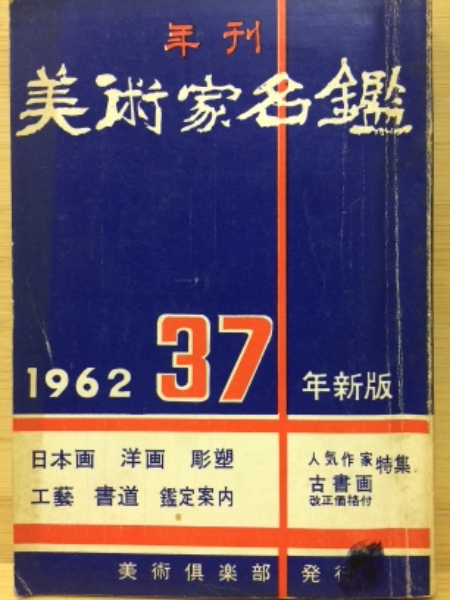 年刊
美術家名鑑
1962 37 年新版
日本画 洋画 彫塑
工藝 書道 鑑定案内
人気作家 特集
古書画
改正価格付
美術倶楽部 発行